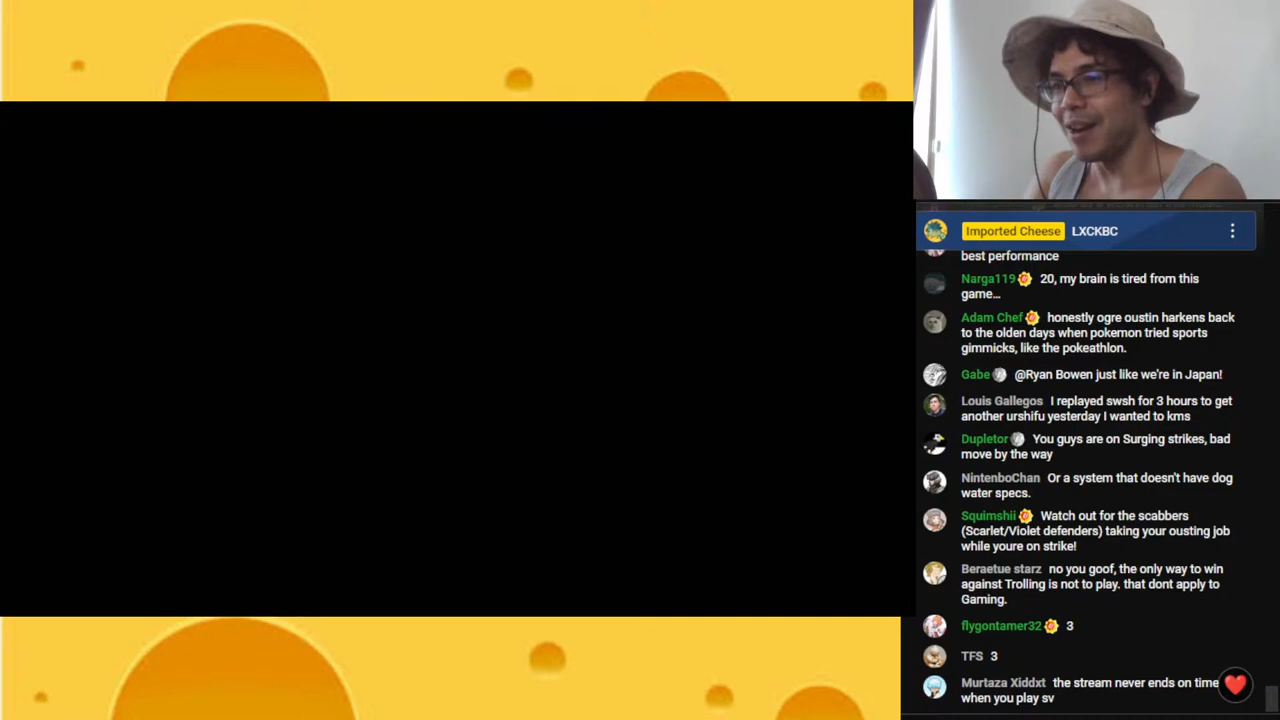 Imported Cheese LXCKBC
best performance
Narga119 20, my brain is tired from this
game...
Adam Chef honestly ogre oustin harkens back
to the olden days when pokemon tried sports
gimmicks, like the pokeathlon.
Gabe @Ryan Bowen just like we're in Japan!
Louis Gallegos I replayed swsh for 3 hours to get
another urshifu yesterday I wanted to kms
Dupletor You guys are on Surging strikes, bad
move by the way
NintenboChan Or a system that doesn't have dog
water specs.
Squimshii Watch out for the scabbers
(Scarlet/Violet defenders) taking your ousting job
while youre on strike!
Beraetue starz no you goof, the only way to win
against Trolling is not to play. that dont apply to
Gaming.
flygontamer32 3
TFS 3
Murtaza Xiddxt the stream never ends on time
when you play sv